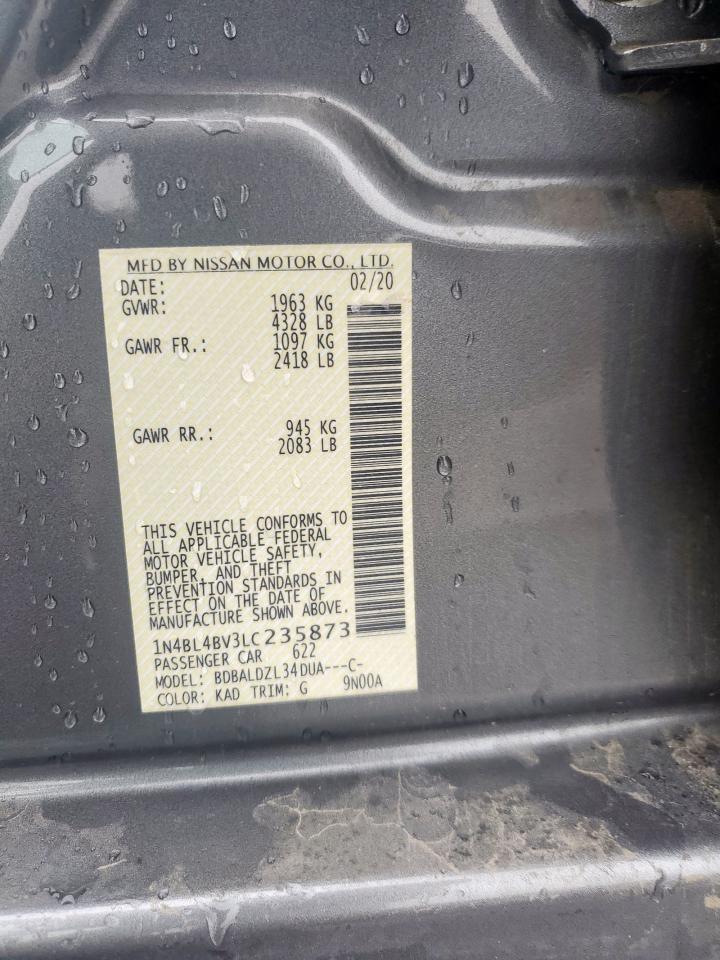 MFD BY NISSAN MOTOR CO., LTD.
DATE: 02/20
GVWR: 1963 KG
4328 LB
GAWR FR.: 1097 KG
2418 LB
GAWR RR.: 945 KG
2083 LB
THIS VEHICLE CONFORMS TO
ALL APPLICABLE FEDERAL
MOTOR VEHICLE SAFETY,
BUMPER, AND THEFT
PREVENTION STANDARDS IN
EFFECT ON THE DATE OF
MANUFACTURE SHOWN ABOVE.
1N4BL4BV3LC235873
PASSENGER CAR 622
MODEL: BDBALDZL34DUA---C-
COLOR: KAD TRIM: G 9N00A